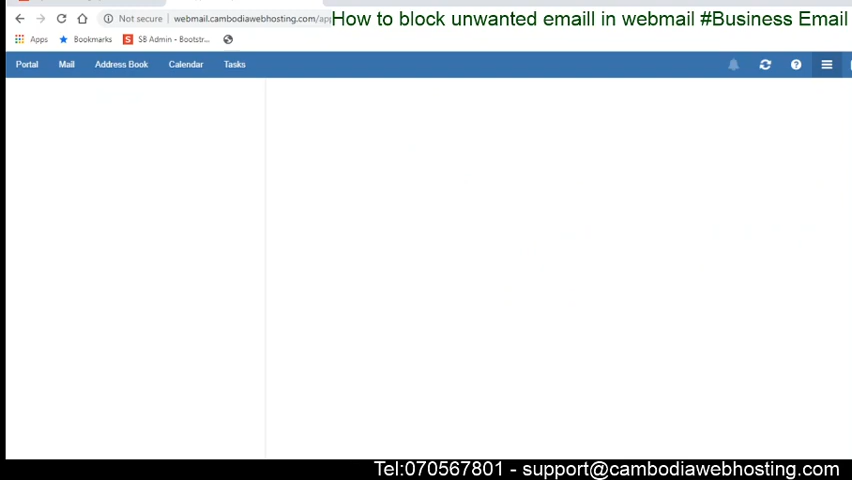 Not secure webmail.cambodiawebhosting.com/app
How to block unwanted emaill in webmail #Business Email
Apps Bookmarks S SB Admin - Bootstr...
Portal Mail Address Book Calendar Tasks
Tel:070567801 - support@cambodiawebhosting.com